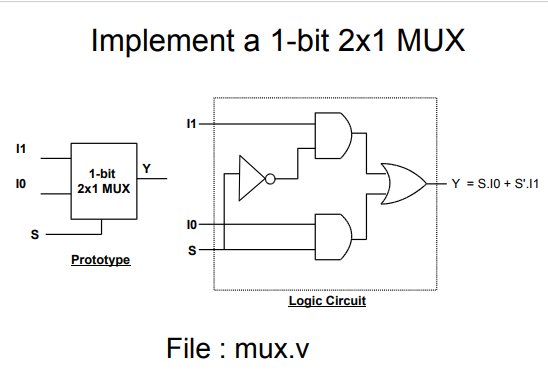 Implement a 1-bit 2x1 MUX
I1
I0
S
1-bit
2x1 MUX
Y
Prototype
I1
I0
S
Y = S.I0 + S'.I1
Logic Circuit
File : mux.v